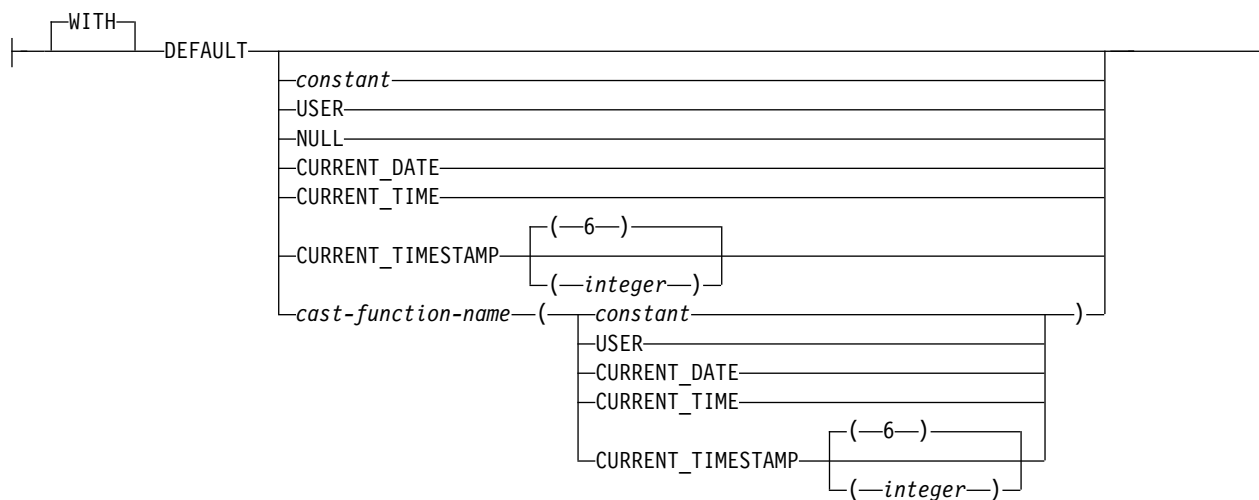 WITH
DEFAULT
constant
USER
NULL
CURRENT_DATE
CURRENT_TIME
( 6 )
CURRENT_TIMESTAMP
( integer )
cast-function-name ( constant )
USER
CURRENT_DATE
CURRENT_TIME
( 6 )
CURRENT_TIMESTAMP
( integer )